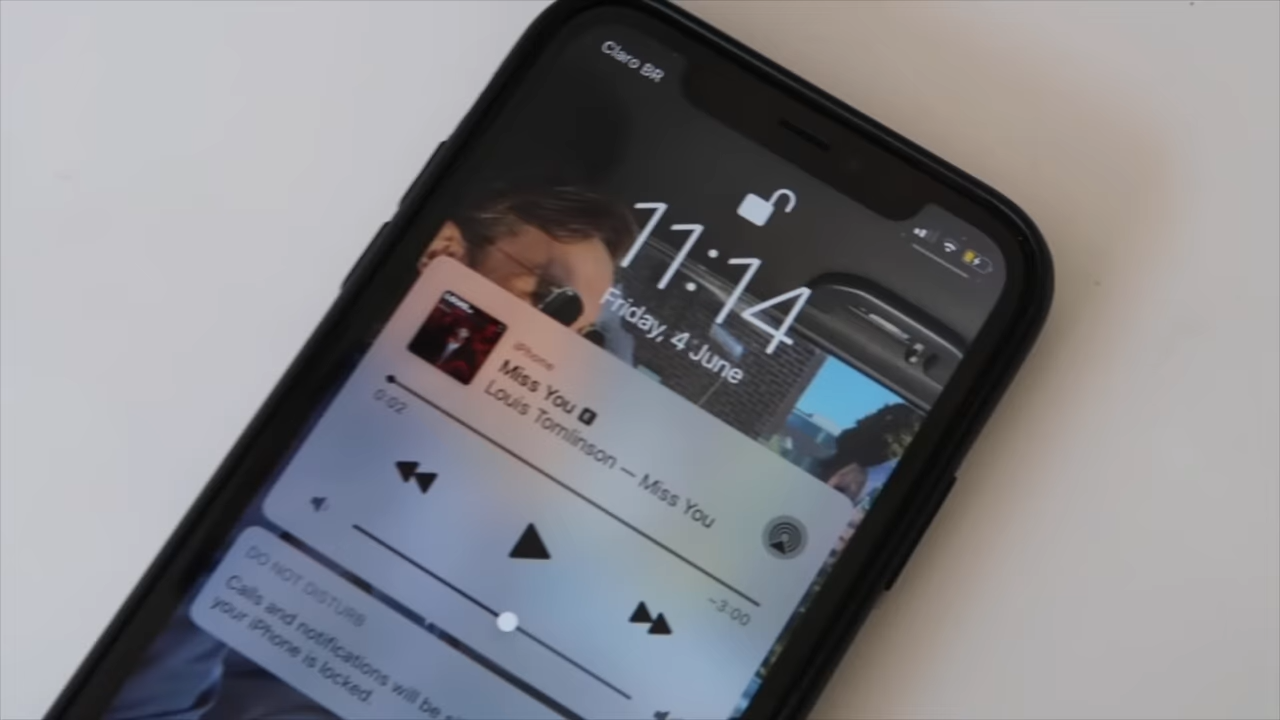 Claro BR
11:14
Friday, 4 June
iPhone
Miss You E
Louis Tomlinson — Miss You
0:02
-3:00
DO NOT DISTURB
Calls and notifications will be
your iPhone is locked.